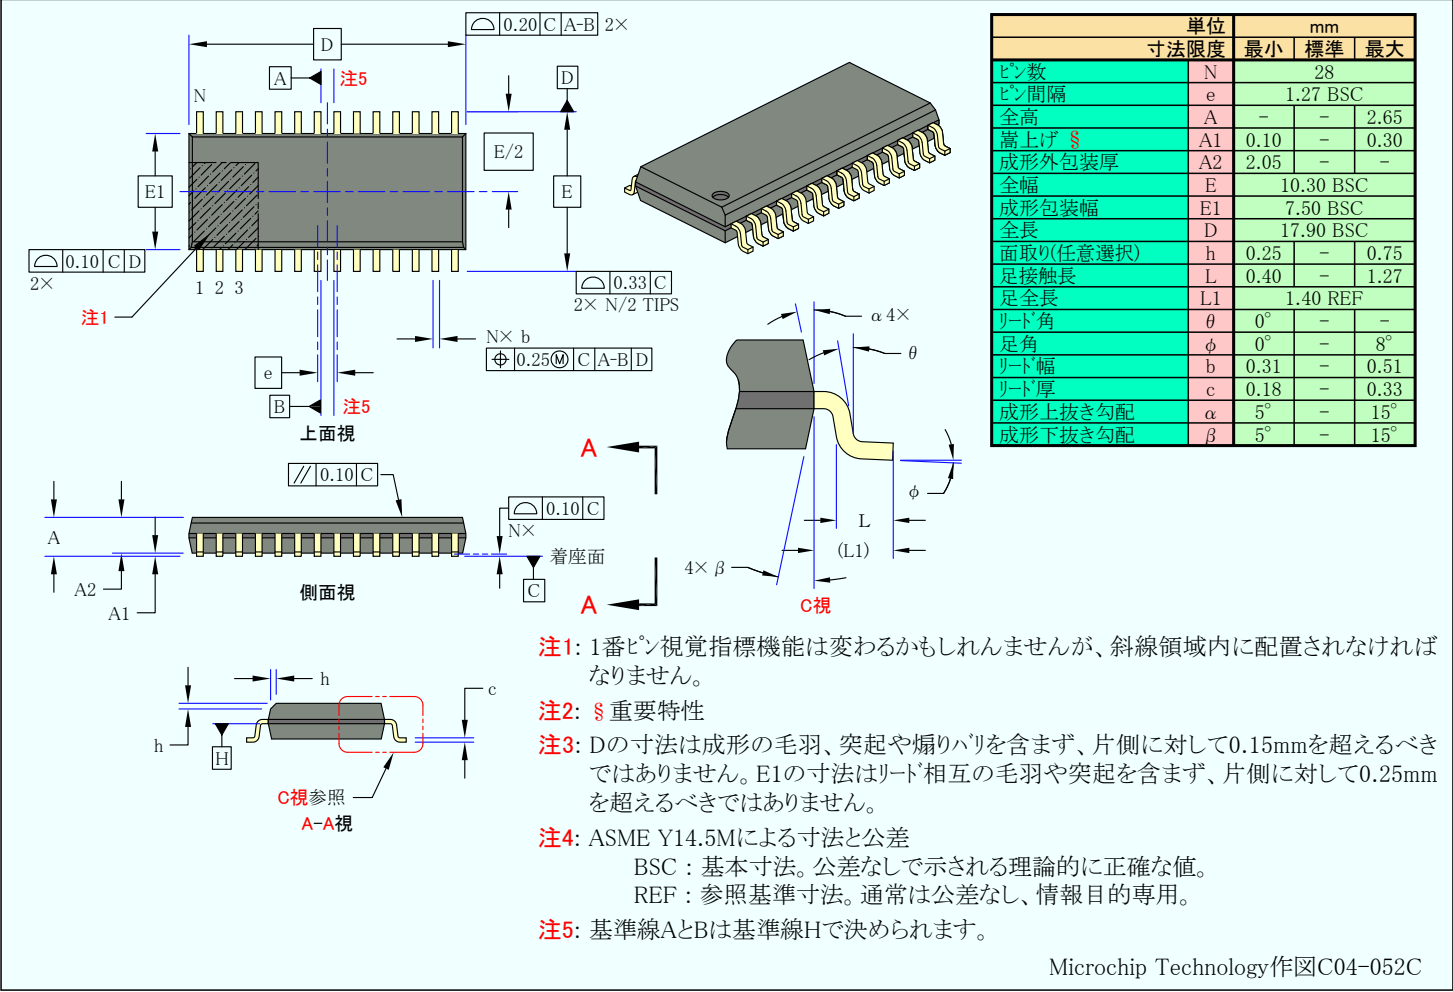 0.20 C A-B 2×
D
A 注5
D
N
E/2
E1
E
0.10 C D
2×
1 2 3
注1
0.33 C
2× N/2 TIPS
N× b
0.25Ⓜ C A-B D
e
B 注5
上面視
α 4×
θ
φ
L
(L1)
4× β
C視
A
A
0.10 C
0.10 C
N×
A
A2
A1
着座面
C
側面視
h
c
h
H
C視参照
A-A視
単位 mm
寸法限度 最小 標準 最大
ピン数 N 28
ピン間隔 e 1.27 BSC
全高 A - - 2.65
嵩上げ § A1 0.10 - 0.30
成形外包装厚 A2 2.05 - -
全幅 E 10.30 BSC
成形包装幅 E1 7.50 BSC
全長 D 17.90 BSC
面取り(任意選択) h 0.25 - 0.75
足接触長 L 0.40 - 1.27
足全長 L1 1.40 REF
リード角 θ 0° - -
足角 φ 0° - 8°
リード幅 b 0.31 - 0.51
リード厚 c 0.18 - 0.33
成形上抜き勾配 α 5° - 15°
成形下抜き勾配 β 5° - 15°
注1: 1番ピン視覚指標機能は変わるかもしれんませんが、斜線領域内に配置されなければ
なりません。
注2: §重要特性
注3: Dの寸法は成形の毛羽、突起や煽りバリを含まず、片側に対して0.15mmを超えるべき
ではありません。E1の寸法はリード相互の毛羽や突起を含まず、片側に対して0.25mm
を超えるべきではありません。
注4: ASME Y14.5Mによる寸法と公差
BSC : 基本寸法。公差なしで示される理論的に正確な値。
REF : 参照基準寸法。通常は公差なし、情報目的専用。
注5: 基準線AとBは基準線Hで決められます。
Microchip Technology作図C04-052C